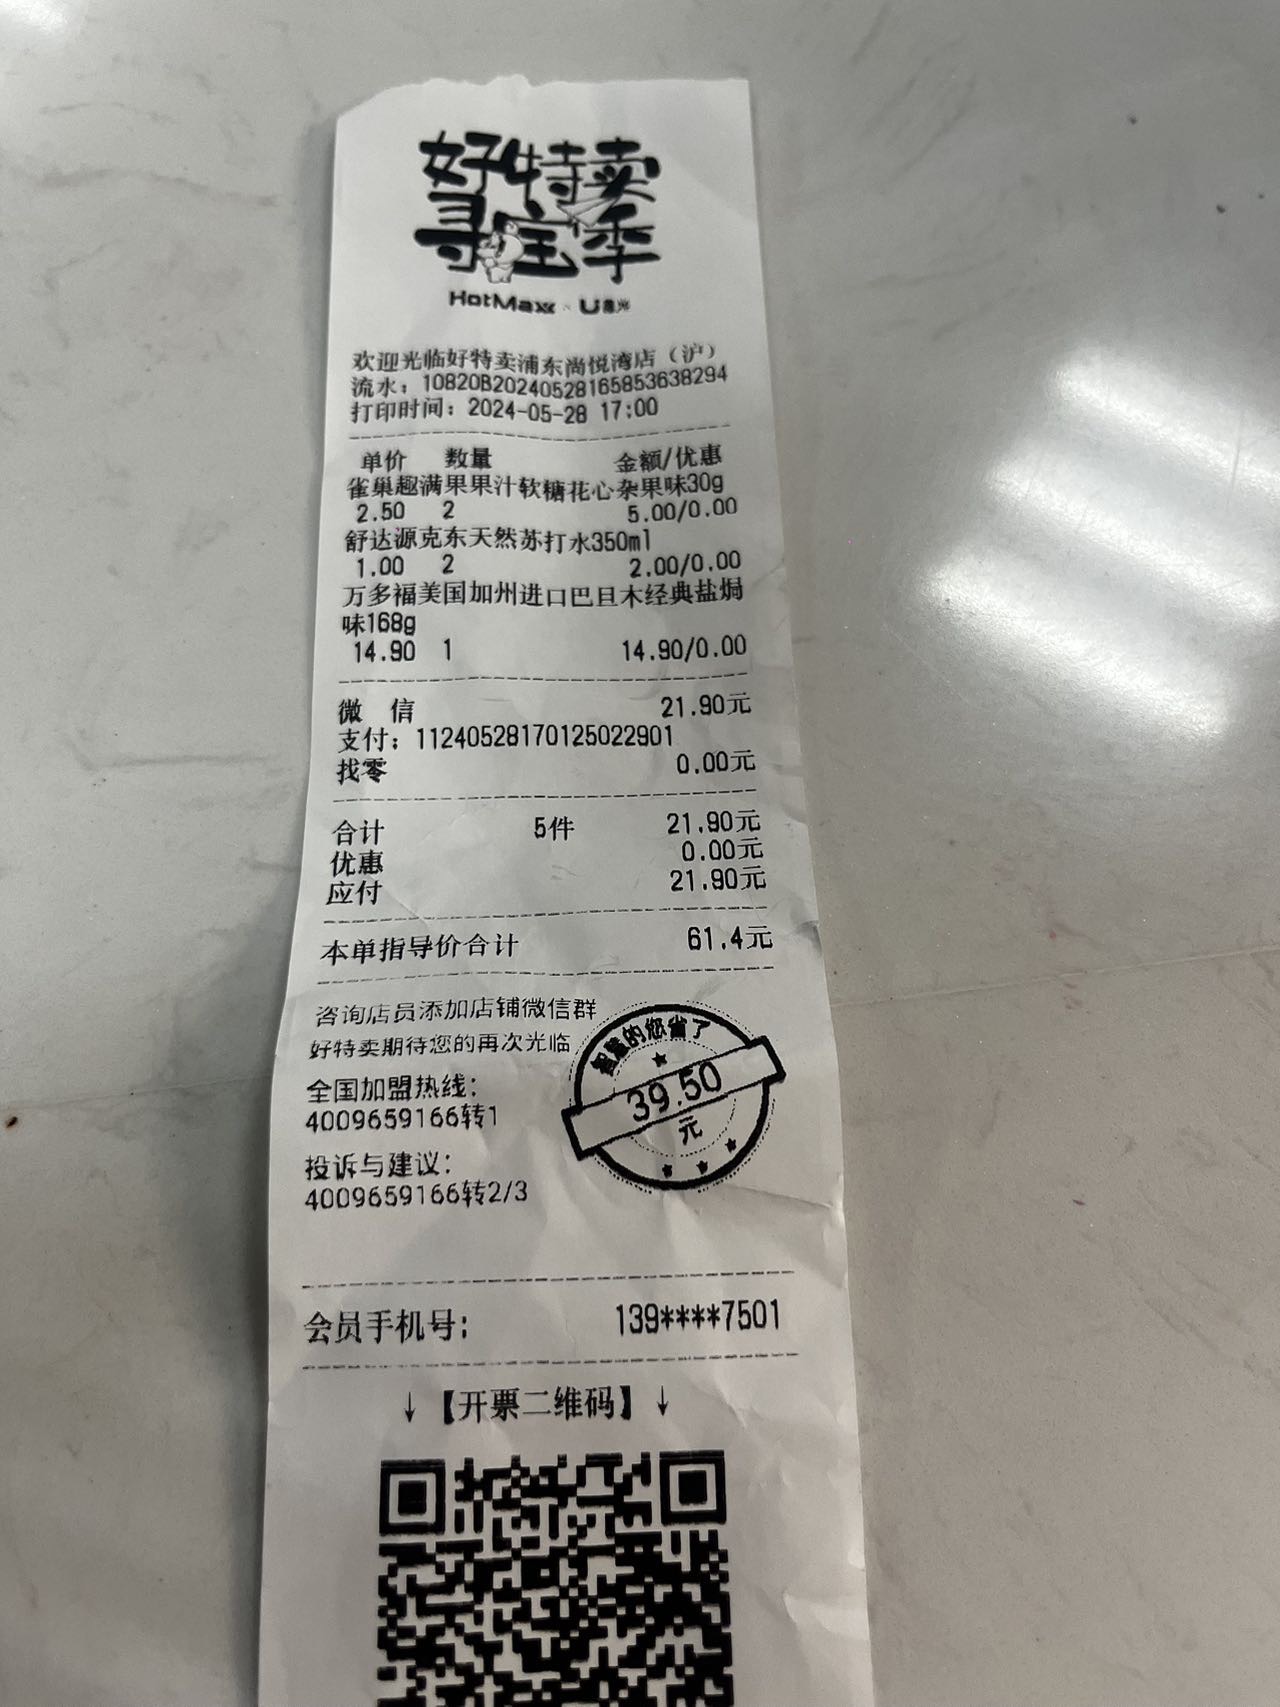 好特卖
寻宝季
HotMaxx × U
欢迎光临好特卖浦东尚悦湾店（沪）
流水：10820B20240528165853638294
打印时间：2024-05-28 17:00
单价 数量 金额/优惠
雀巢趣满果果汁软糖花心杂果味30g
2.50 2 5.00/0.00
舒达源克东天然苏打水350ml
1.00 2 2.00/0.00
万多福美国加州进口巴旦木经典盐焗
味168g
14.90 1 14.90/0.00
微 信 21.90元
支付：11240528170125022901
找零 0.00元
合计 5件 21.90元
优惠 0.00元
应付 21.90元
本单指导价合计 61.4元
咨询店员添加店铺微信群
好特卖期待您的再次光临
全国加盟热线：
4009659166转1
投诉与建议：
4009659166转2/3
的您省了
39.50
元
会员手机号： 139****7501
↓【开票二维码】↓